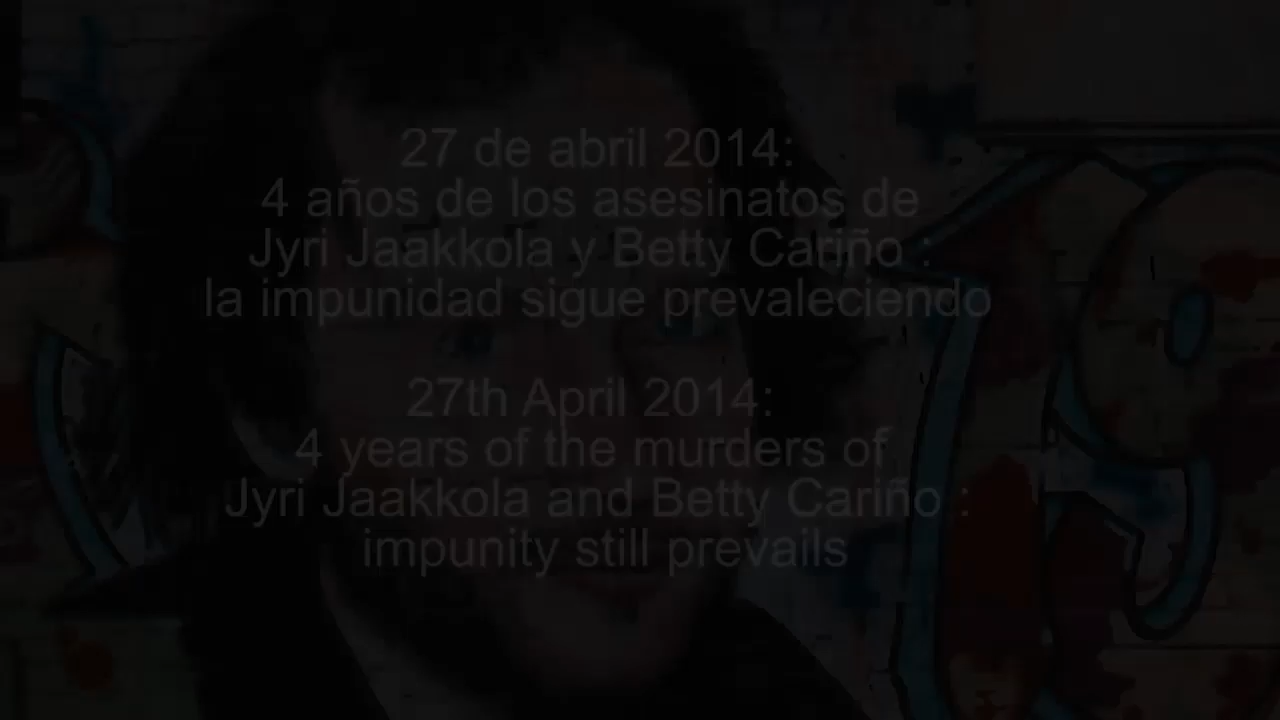 27 de abril 2014:
4 años de los asesinatos de
Jyri Jaakkola y Betty Cariño :
la impunidad sigue prevaleciendo
27th April 2014:
4 years of the murders of
Jyri Jaakkola and Betty Cariño :
impunity still prevails